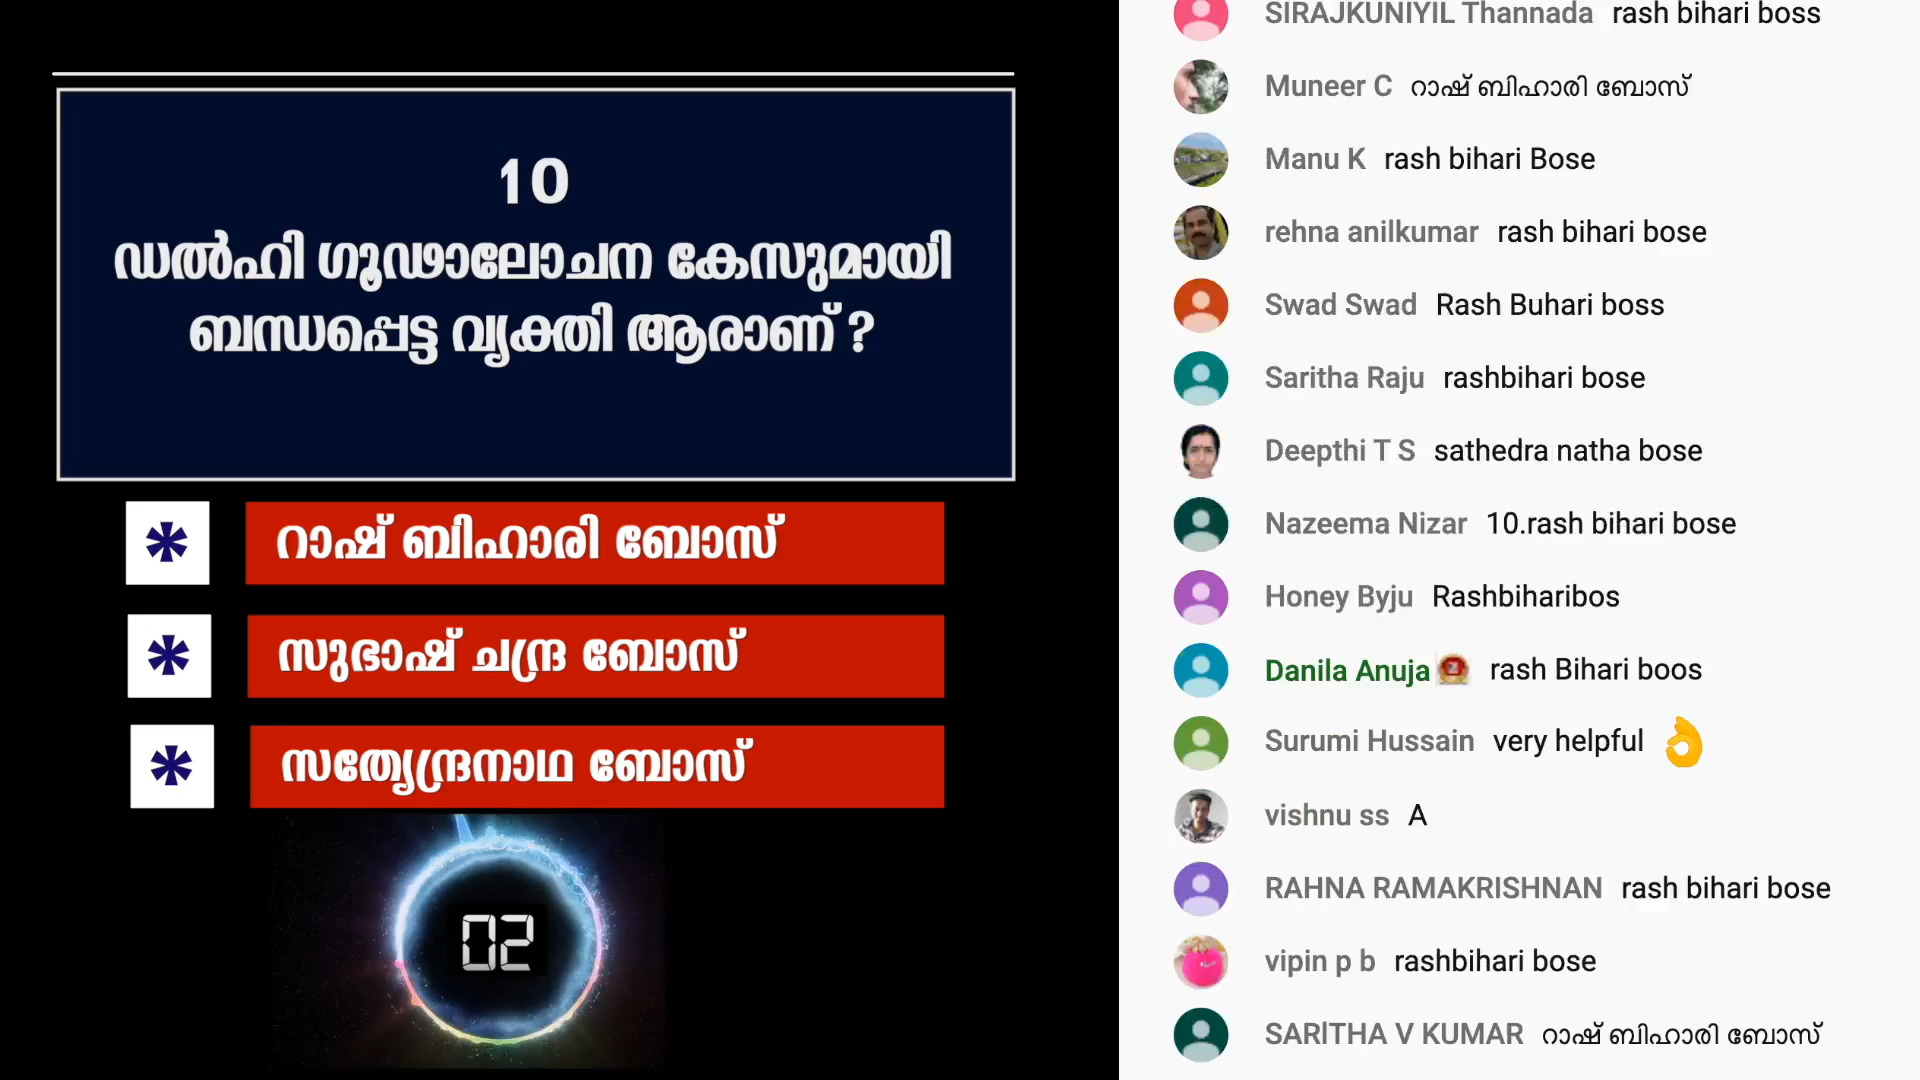 10
ഡൽഹി ഗൂഢാലോചന കേസുമായി
ബന്ധപ്പെട്ട വ്യക്തി ആരാണ് ?
* റാഷ് ബിഹാരി ബോസ്
* സുഭാഷ് ചന്ദ്ര ബോസ്
* സത്യേന്ദ്രനാഥ ബോസ്
02
SIRAJKUNIYIL Thannada rash bihari boss
Muneer C റാഷ് ബിഹാരി ബോസ്
Manu K rash bihari Bose
rehna anilkumar rash bihari bose
Swad Swad Rash Buhari boss
Saritha Raju rashbihari bose
Deepthi T S sathedra natha bose
Nazeema Nizar 10.rash bihari bose
Honey Byju Rashbiharibos
Danila Anuja rash Bihari boos
Surumi Hussain very helpful 👌
vishnu ss A
RAHNA RAMAKRISHNAN rash bihari bose
vipin p b rashbihari bose
SARlTHA V KUMAR റാഷ് ബിഹാരി ബോസ്